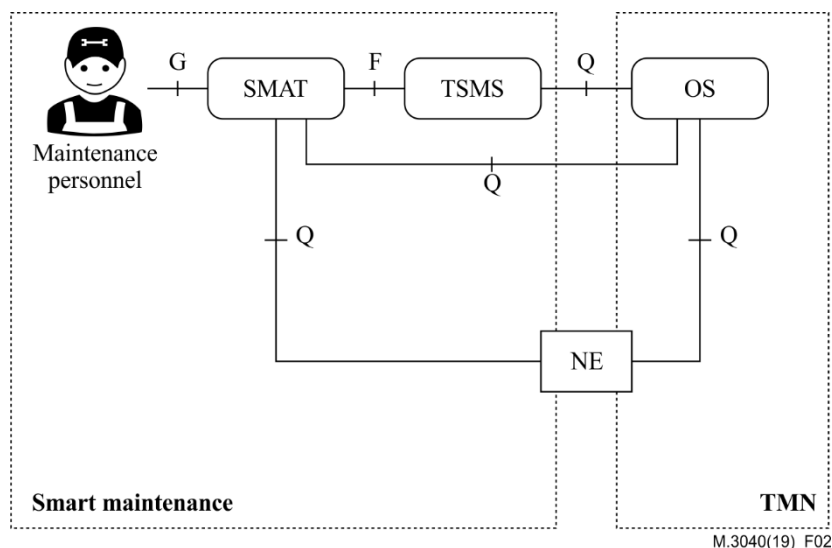 G
SMAT
F
TSMS
Q
OS
Maintenance
personnel
Q
Q
Q
NE
Smart maintenance
TMN
M.3040(19)_F02